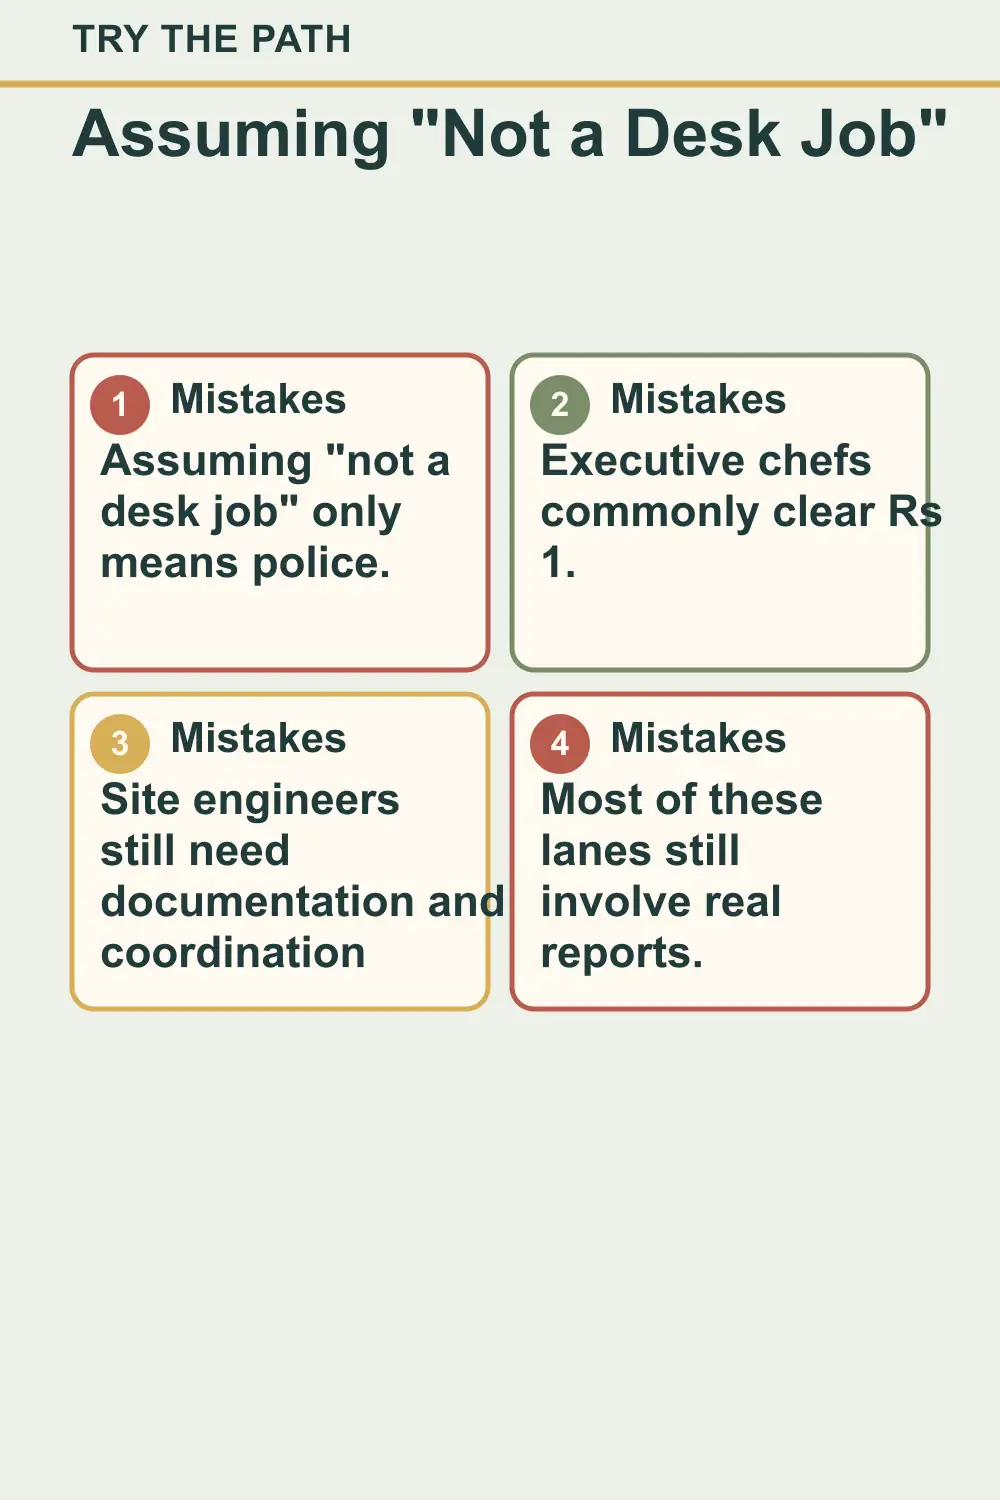 TRY THE PATH
Assuming "Not a Desk Job"
1 Mistakes
Assuming "not a
desk job" only
means police.
2 Mistakes
Executive chefs
commonly clear Rs
1.
3 Mistakes
Site engineers
still need
documentation and
coordination
4 Mistakes
Most of these
lanes still
involve real
reports.